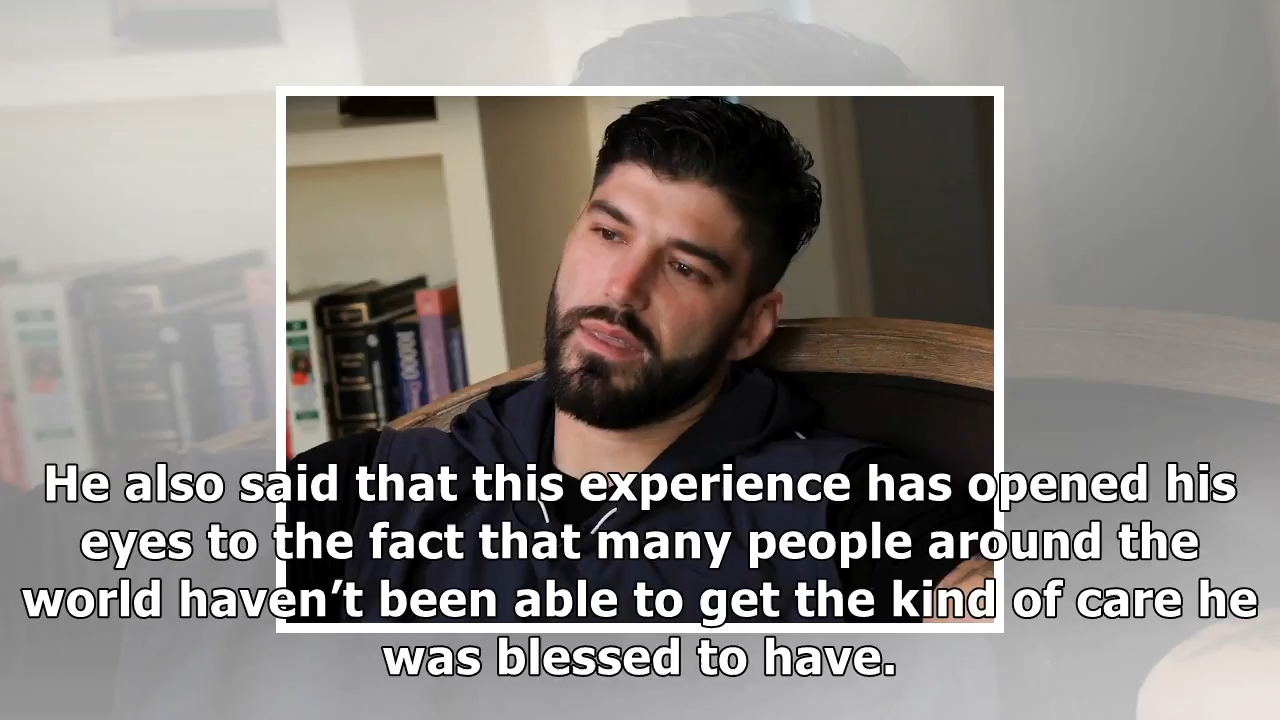 He also said that this experience has opened his
eyes to the fact that many people around the
world haven’t been able to get the kind of care he
was blessed to have.